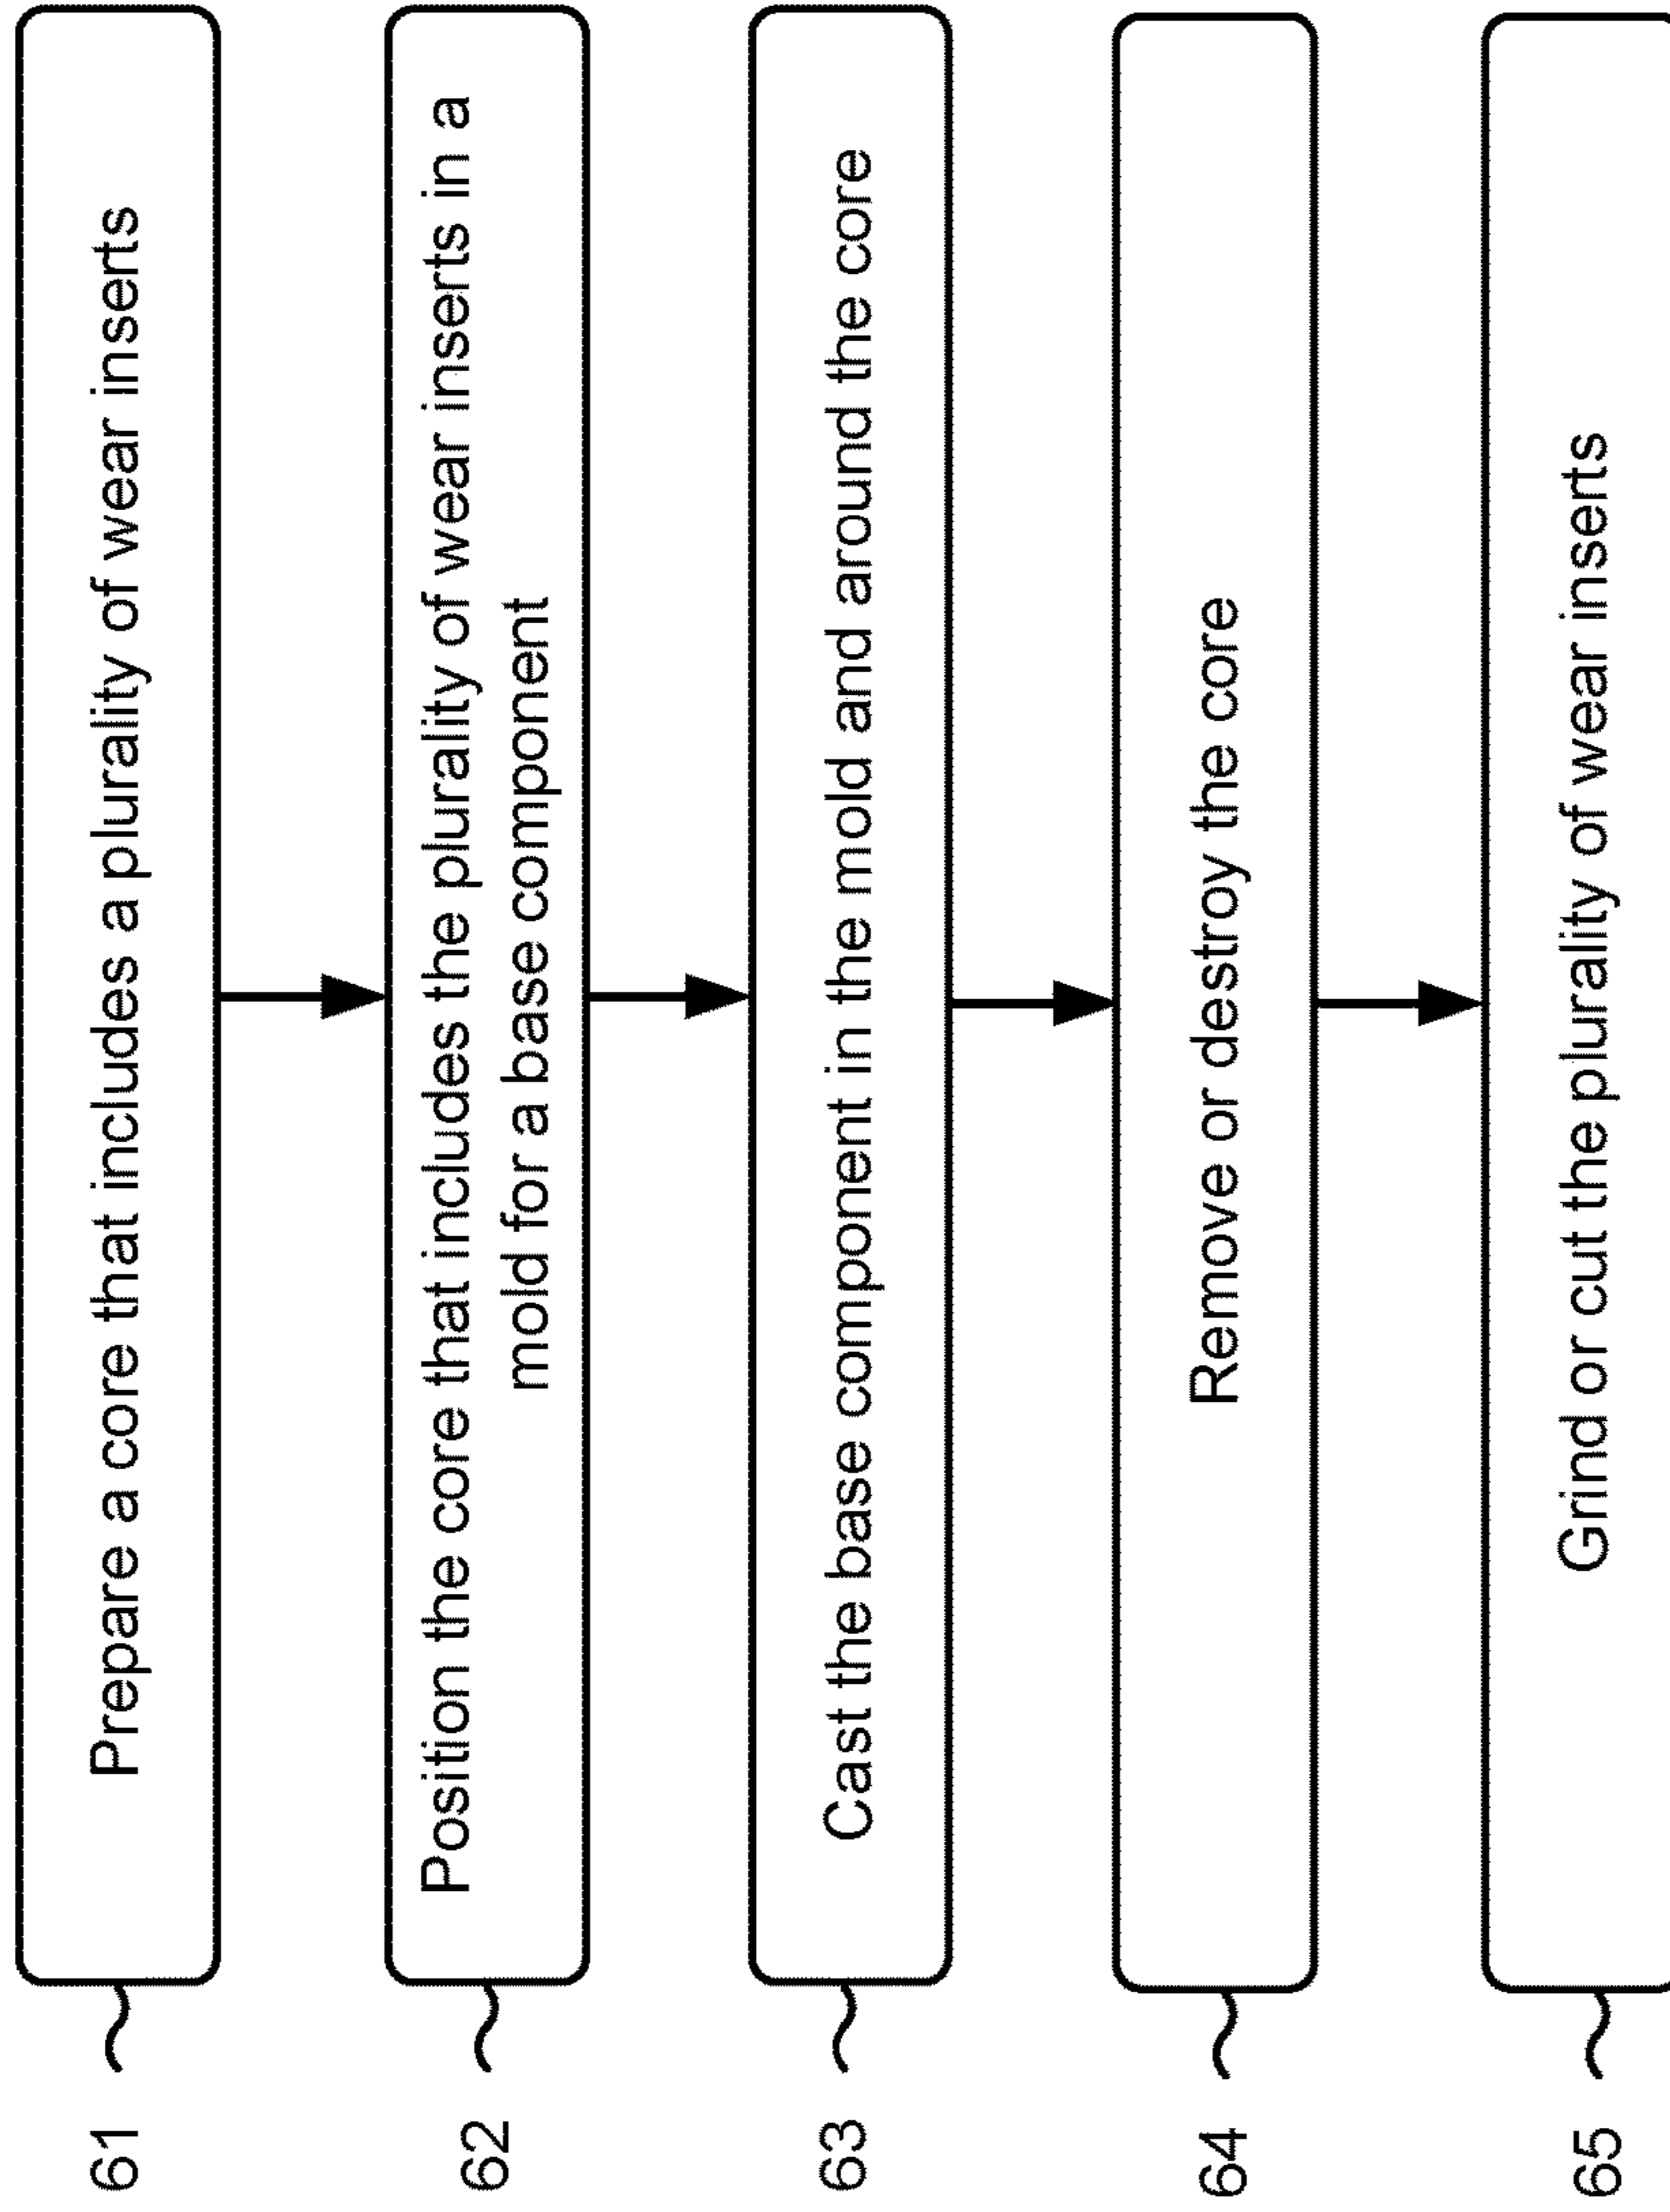 61
Prepare a core that includes a plurality of wear inserts
62
Position the core that includes the plurality of wear inserts in a
mold for a base component
63
Cast the base component in the mold and around the core
64
Remove or destroy the core
65
Grind or cut the plurality of wear inserts